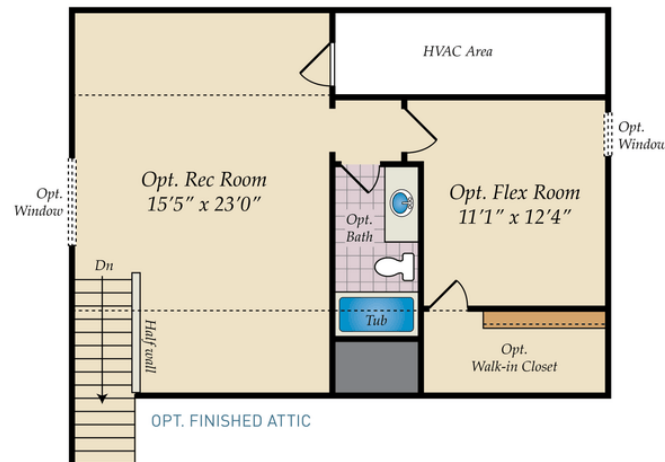 HVAC Area
Opt.
Window
Opt. Rec Room
15'5" x 23'0"
Opt. Flex Room
11'1" x 12'4"
Opt.
Window
Opt.
Bath
Dn
Half wall
Tub
Opt.
Walk-in Closet
OPT. FINISHED ATTIC